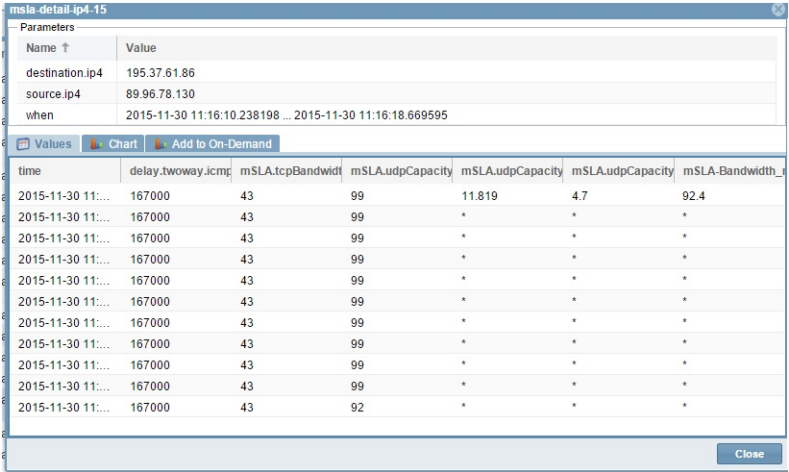 msla-detail-ip4-15
Parameters
Name ↑ Value
destination.ip4 195.37.61.86
source.ip4 89.96.78.130
when 2015-11-30 11:16:10.238198 ... 2015-11-30 11:16:18.669595
Values Chart Add to On-Demand
time delay.twoway.icmp mSLA.tcpBandwidt mSLA.udpCapacity mSLA.udpCapacity mSLA.udpCapacity mSLA-Bandwidth_r
2015-11-30 11:... 167000 43 99 11.819 4.7 92.4
2015-11-30 11:... 167000 43 99 * * *
2015-11-30 11:... 167000 43 99 * * *
2015-11-30 11:... 167000 43 99 * * *
2015-11-30 11:... 167000 43 99 * * *
2015-11-30 11:... 167000 43 99 * * *
2015-11-30 11:... 167000 43 99 * * *
2015-11-30 11:... 167000 43 99 * * *
2015-11-30 11:... 167000 43 99 * * *
2015-11-30 11:... 167000 43 99 * * *
2015-11-30 11:... 167000 43 92 * * *
Close